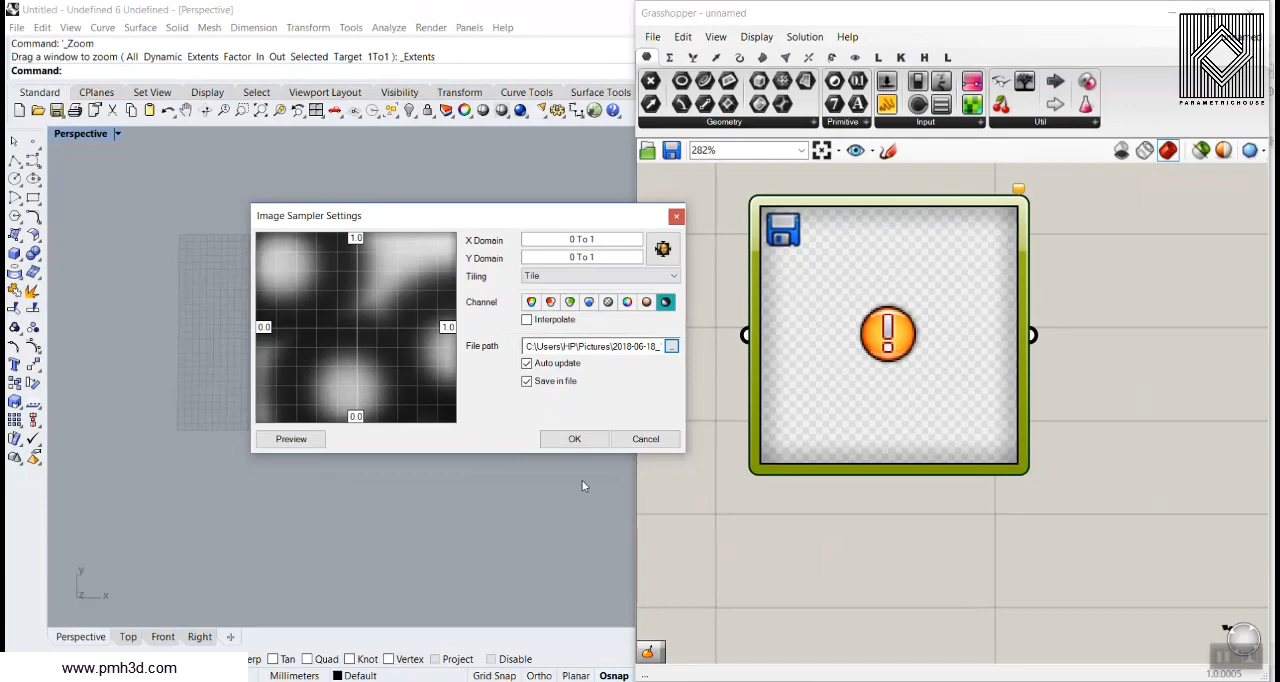 Untitled - Undefined 6 Undefined - [Perspective]
File Edit View Curve Surface Solid Mesh Dimension Transform Tools Analyze Render Panels Help
Command: '_Zoom
Drag a window to zoom ( All Dynamic Extents Factor In Out Selected Target 1To1 ): _Extents
Command:
Standard CPlanes Set View Display Select Viewport Layout Visibility Transform Curve Tools Surface Tools
Perspective
Image Sampler Settings
1.0
0.0
1.0
0.0
X Domain 0 To 1
Y Domain 0 To 1
Tiling Tile
Channel
Interpolate
File path C:\Users\HP\Pictures\2018-06-18_
...
Auto update
Save in file
Preview OK Cancel
y
z x
Perspective Top Front Right
erp Tan Quad Knot Vertex Project Disable
Millimeters Default Grid Snap Ortho Planar Osnap
www.pmh3d.com
Grasshopper - unnamed
File Edit View Display Solution Help
L K H L
Geometry Primitive Input Util
282%
PARAMETRICHOUSE
...
1.0.0005